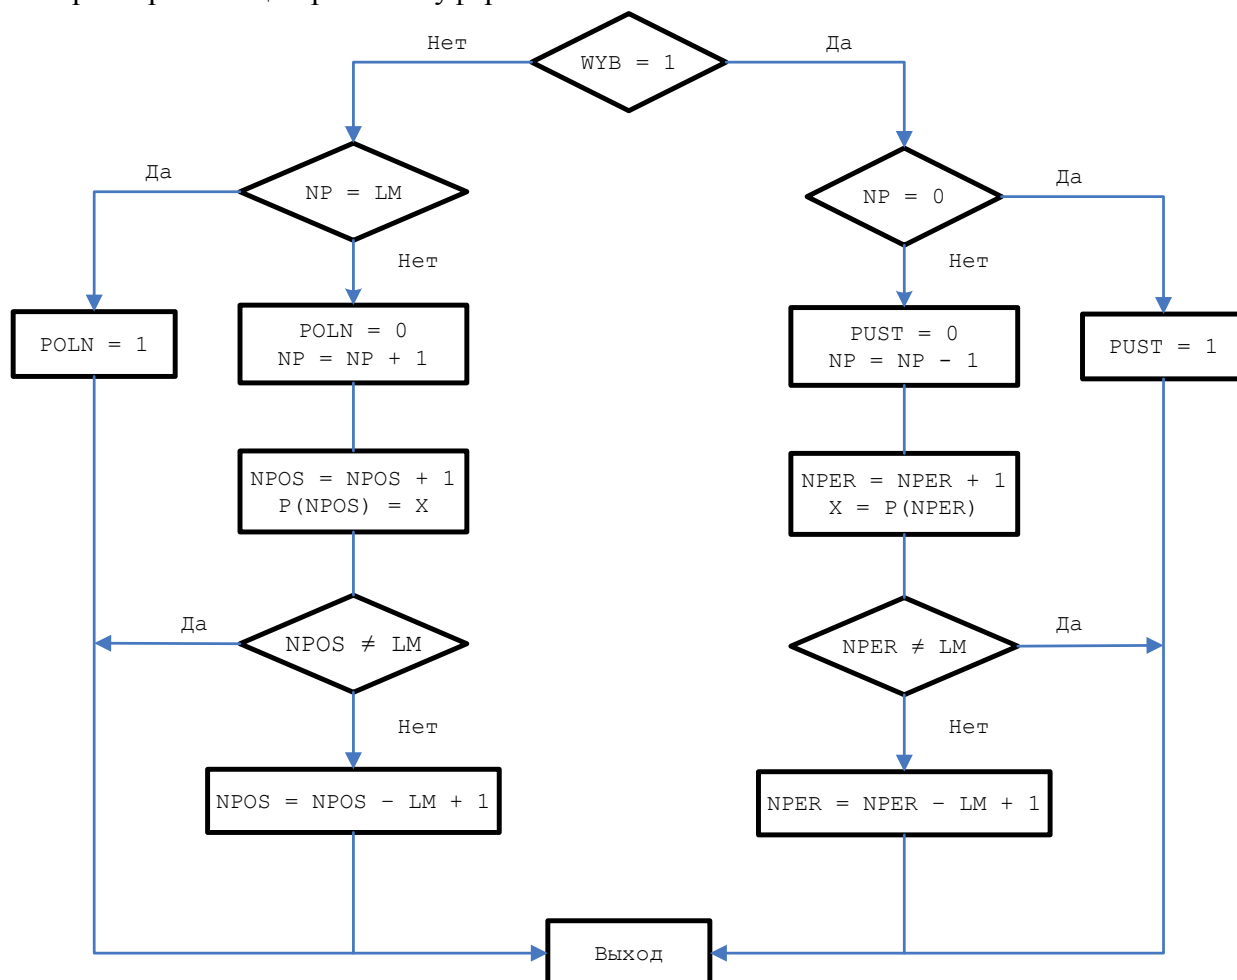 Нет
Да
WYB = 1
Да
NP = LM
NP = 0
Да
Нет
Нет
POLN = 1
POLN = 0
NP = NP + 1
PUST = 0
NP = NP - 1
PUST = 1
NPOS = NPOS + 1
P(NPOS) = X
NPER = NPER + 1
X = P(NPER)
Да
NPOS ≠ LM
NPER ≠ LM
Да
Нет
Нет
NPOS = NPOS – LM + 1
NPER = NPER – LM + 1
Выход